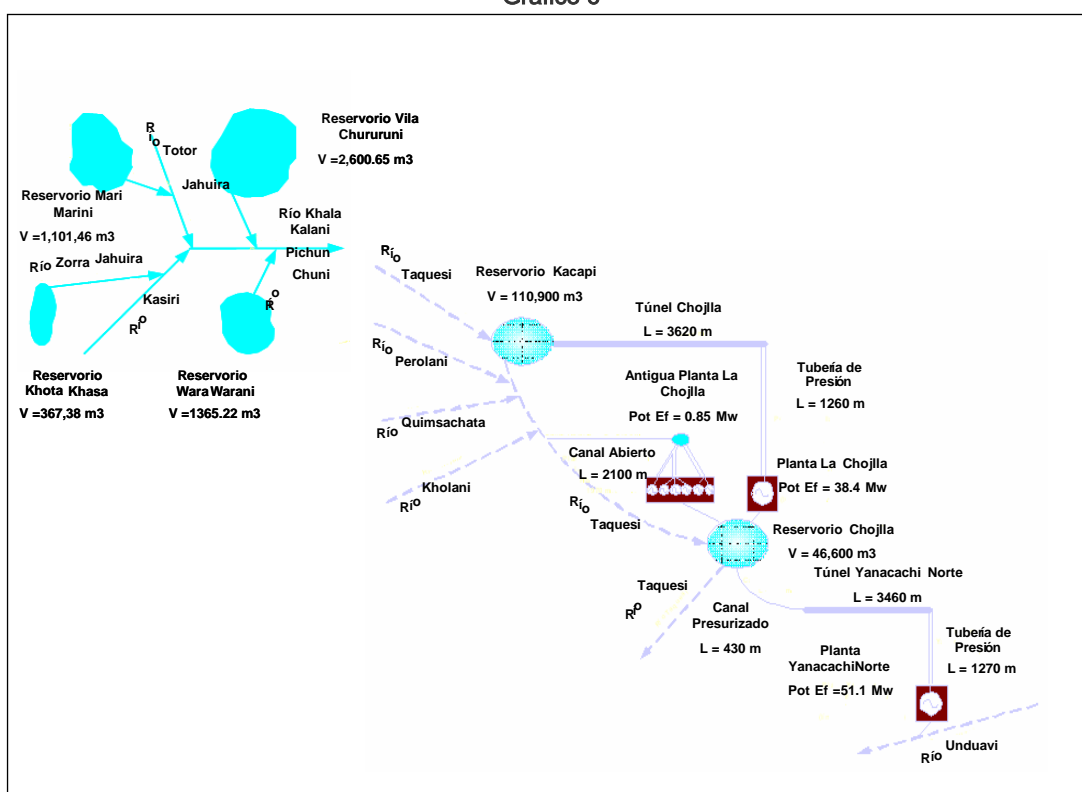 Gráfico 3
Río Totor
Jahuira
Reservorio Vila
Chururuni
V =2,600.65 m3
Reservorio Mari
Marini
V =1,101,46 m3
Río Khala
Kalani
Pichun
Chuni
Río
Río Zorra Jahuira
Kasiri
Río
Reservorio
Khota Khasa
V =367,38 m3
Reservorio
Wara Warani
V =1365.22 m3
Río
Taquesi
Reservorio Kacapi
V = 110,900 m3
Túnel Chojlla
L = 3620 m
Río
Perolani
Antigua Planta La
Chojlla
Pot Ef = 0.85 Mw
Tubería de
Presión
L = 1260 m
Río Quimsachata
Canal Abierto
L = 2100 m
Planta La Chojlla
Pot Ef = 38.4 Mw
Río Kholani
Río
Taquesi
Reservorio Chojlla
V = 46,600 m3
Túnel Yanacachi Norte
L = 3460 m
Taquesi
Río
Canal
Presurizado
L = 430 m
Tubería de
Presión
L = 1270 m
Planta
YanacachiNorte
Pot Ef =51.1 Mw
Río Unduavi